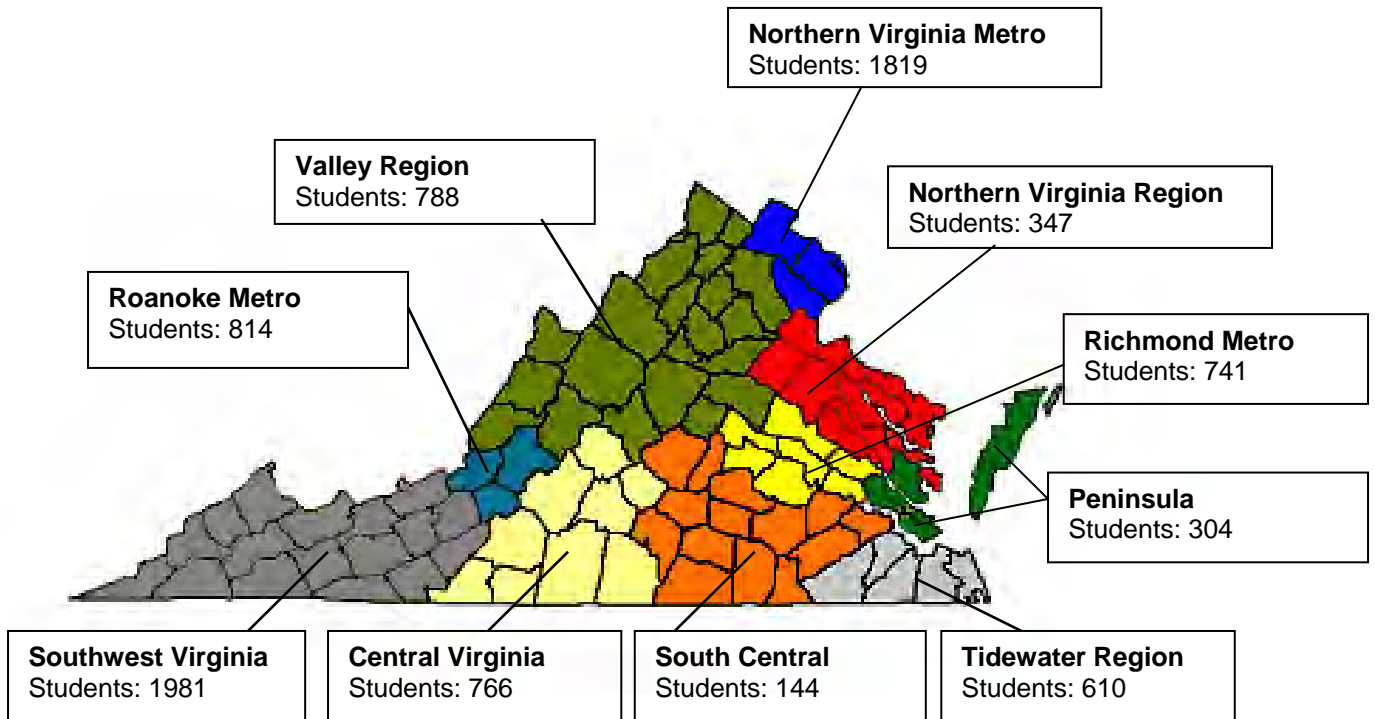 Northern Virginia Metro
Students: 1819
Valley Region
Students: 788
Northern Virginia Region
Students: 347
Roanoke Metro
Students: 814
Richmond Metro
Students: 741
Peninsula
Students: 304
Southwest Virginia
Students: 1981
Central Virginia
Students: 766
South Central
Students: 144
Tidewater Region
Students: 610